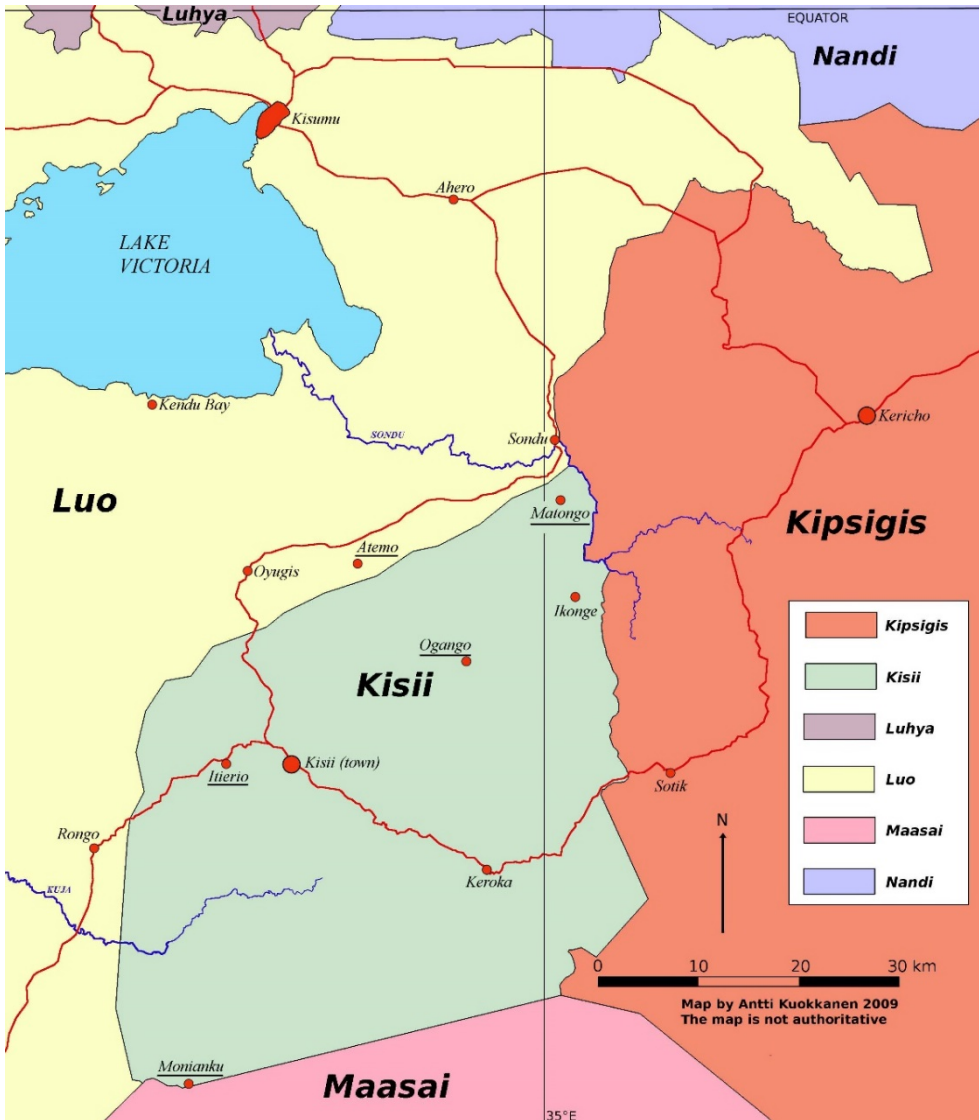 Luhya
EQUATOR
Nandi
Kisumu
Ahero
LAKE
VICTORIA
Kendu Bay
SONDU
Sondu
Kericho
Luo
Matongo
Kipsigis
Atemo
Oyugis
Ikonge
Ogango
Kisii
Itierio
Kisii (town)
Sotik
Rongo
Keroka
KUJA
Monianku
Maasai
35°E
Kipsigis
Kisii
Luhya
Luo
Maasai
Nandi
N
0 10 20 30 km
Map by Antti Kuokkanen 2009
The map is not authoritative